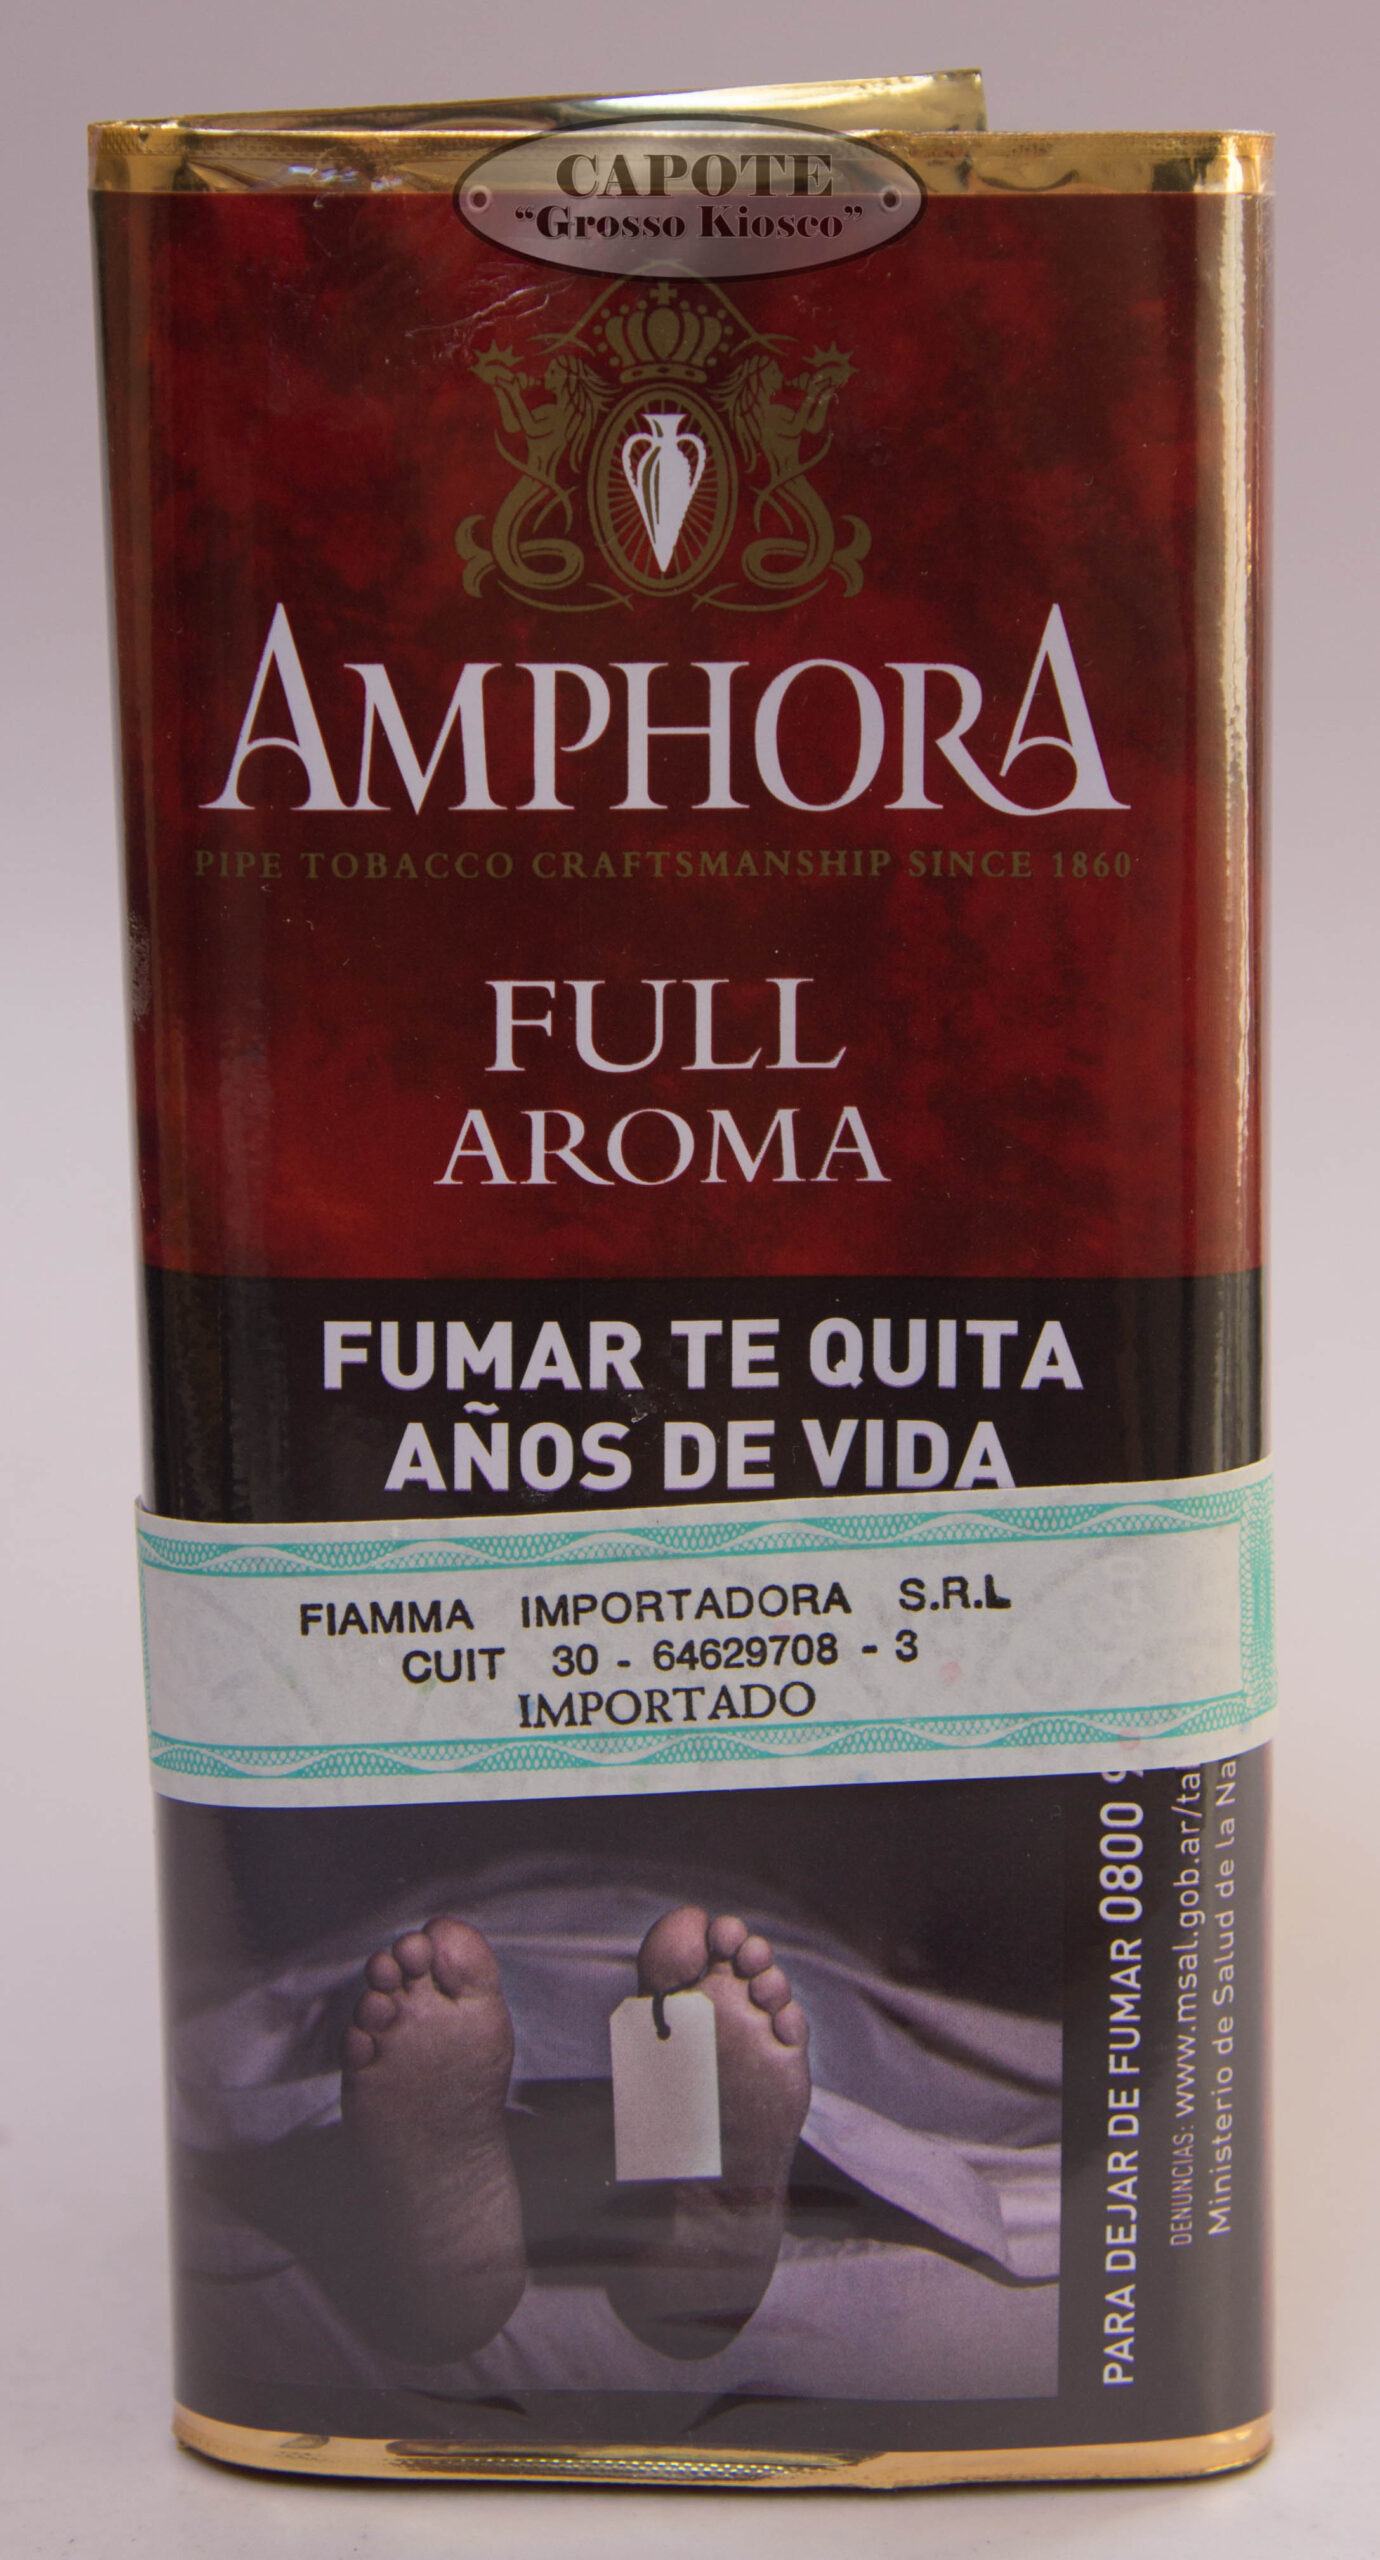 CAPOTE
“Grosso Kiosco”
AMPHORA
PIPE TOBACCO CRAFTSMANSHIP SINCE 1860
FULL
AROMA
FUMAR TE QUITA
AÑOS DE VIDA
FIAMMA IMPORTADORA S.R.L
CUIT 30 - 64629708 - 3
IMPORTADO
PARA DEJAR DE FUMAR 0800
DENUNCIAS: www.msal.gob.ar/ta
Ministerio de Salud de la Na